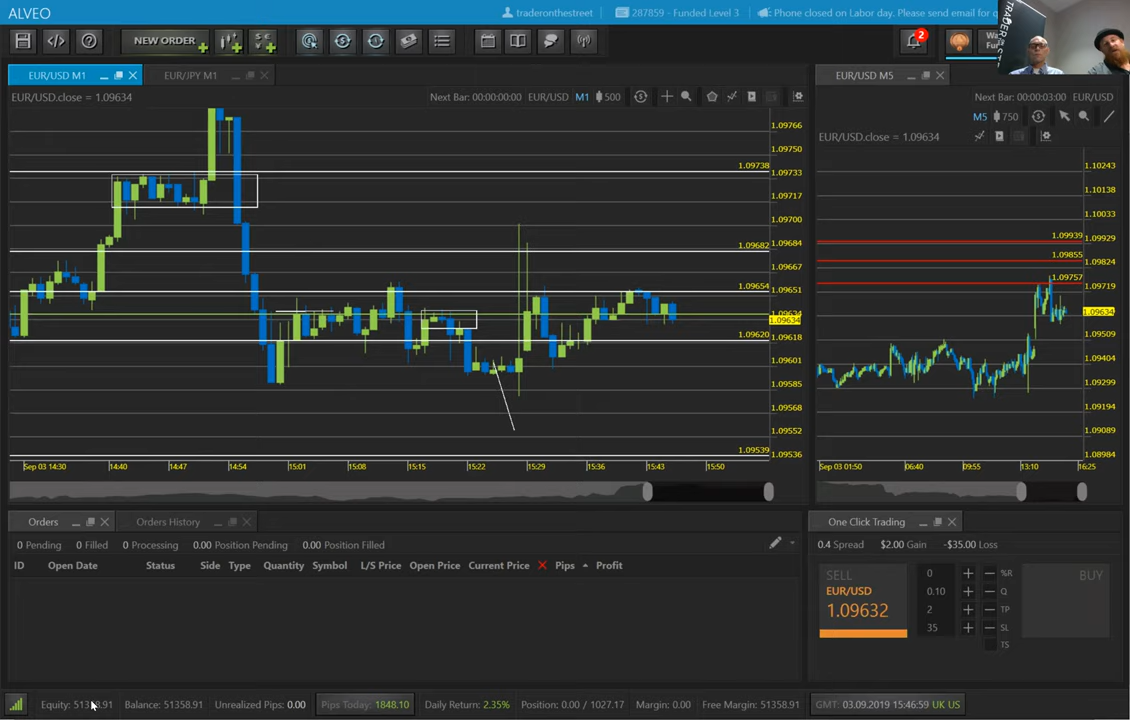 ALVEO
traderonthestreet
287859 - Funded Level 3
Phone closed on Labor day. Please send email for
2
NEW ORDER
EUR/USD M1
EUR/JPY M1
EUR/USD.close = 1.09634
Next Bar: 00:00:00:00 EUR/USD M1 500
1.09766
1.09750
1.09738
1.09733
1.09717
1.09700
1.09682
1.09684
1.09667
1.09654
1.09651
1.09634
1.09634
1.09620
1.09618
1.09601
1.09585
1.09568
1.09552
1.09539
1.09536
Sep 03 14:30 14:40 14:47 14:54 15:01 15:08 15:15 15:22 15:29 15:36 15:43 15:50
EUR/USD M5
Next Bar: 00:00:03:00 EUR/USD
M5 750
EUR/USD.close = 1.09634
1.10243
1.10138
1.10033
1.09939
1.09929
1.09855
1.09824
1.09757
1.09719
1.09634
1.09509
1.09404
1.09299
1.09194
1.09089
1.08984
Sep 03 01:50 06:40 09:55 13:10 16:25
Orders
Orders History
0 Pending 0 Filled 0 Processing 0.00 Position Pending 0.00 Position Filled
ID Open Date Status Side Type Quantity Symbol L/S Price Open Price Current Price Pips Profit
One Click Trading
0.4 Spread $2.00 Gain -$35.00 Loss
SELL
EUR/USD
1.09632
0 %R
0.10 Q
2 TP
35 SL
TS
BUY
Equity: Balance: 51358.91 Unrealized Pips: 0.00 Pips Today: 1848.10 Daily Return: 2.35% Position: 0.00 / 1027.17 Margin: 0.00 Free Margin: 51358.91 GMT: 03.09.2019 15:46:59 UK US